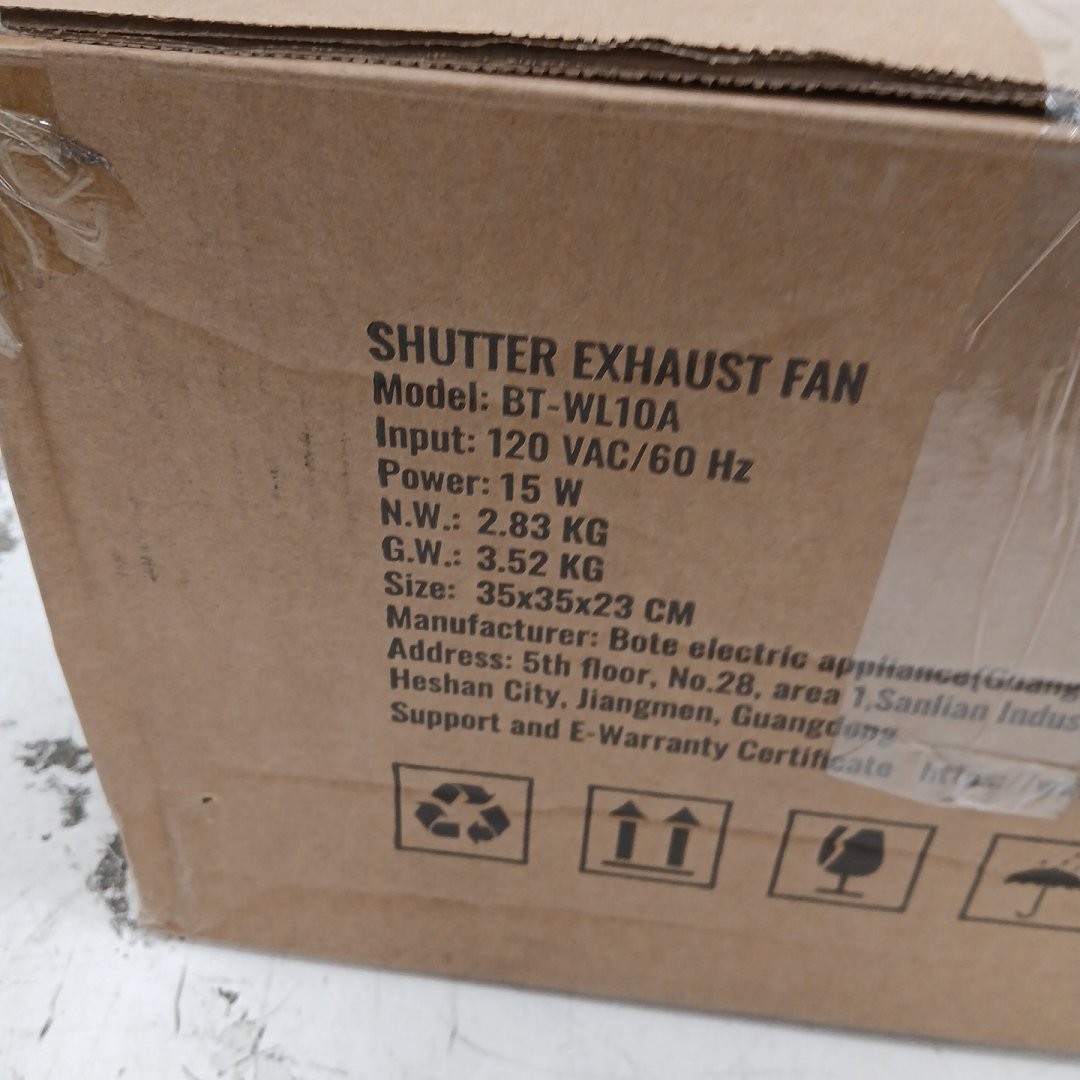 SHUTTER EXHAUST FAN
Model: BT-WL10A
Input: 120 VAC/60 Hz
Power: 15 W
N.W.: 2.83 KG
G.W.: 3.52 KG
Size: 35x35x23 CM
Manufacturer: Bote electric appliance(Guang
Address: 5th floor, No.28, area 1,Sanlian Indus
Heshan City, Jiangmen, Guangdong
Support and E-Warranty Certificate